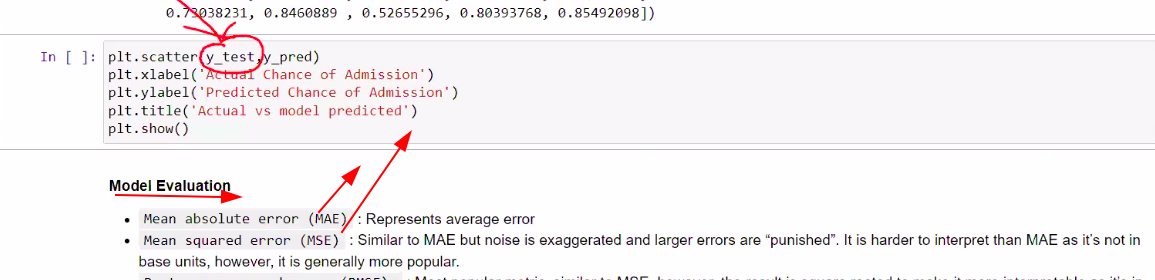 0.73038231, 0.8460889 , 0.52655296, 0.80393768, 0.85492098])
In [ ]: plt.scatter(y_test,y_pred)
plt.xlabel('Actual Chance of Admission')
plt.ylabel('Predicted Chance of Admission')
plt.title('Actual vs model predicted')
plt.show()
Model Evaluation
• Mean absolute error (MAE) : Represents average error
• Mean squared error (MSE) : Similar to MAE but noise is exaggerated and larger errors are “punished”. It is harder to interpret than MAE as it’s not in
base units, however, it is generally more popular.